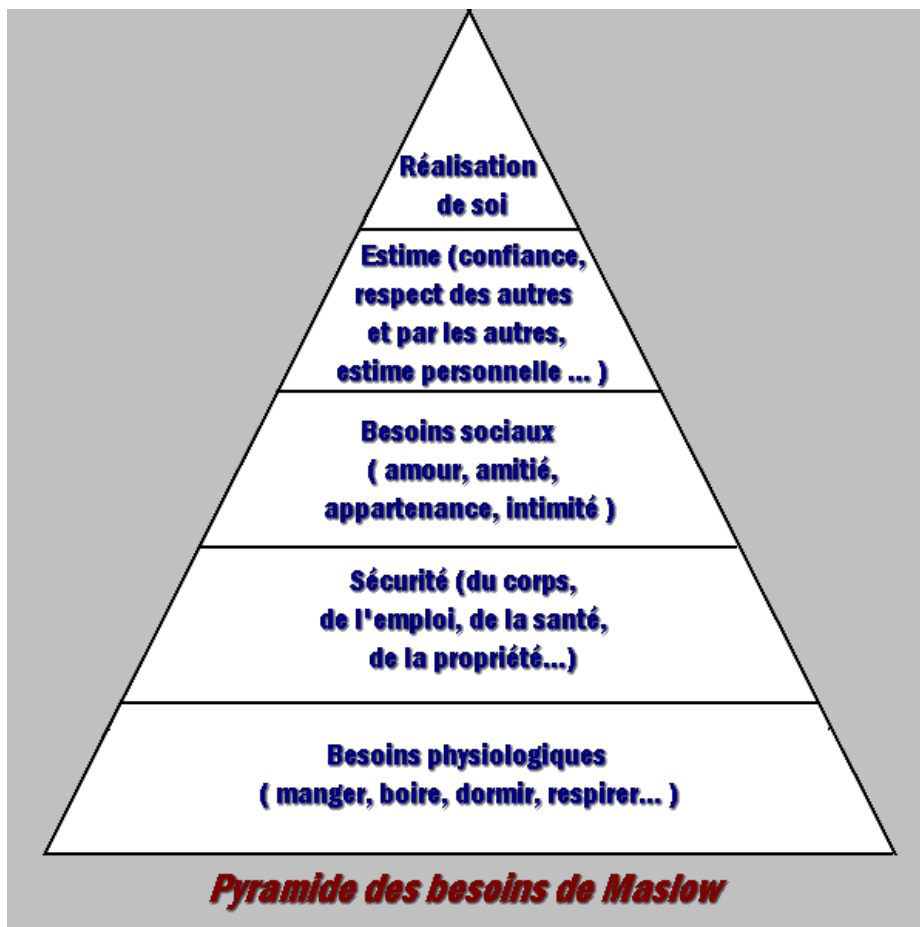 Réalisation
de soi
Estime (confiance,
respect des autres
et par les autres,
estime personnelle ... )
Besoins sociaux
( amour, amitié,
appartenance, intimité )
Sécurité (du corps,
de l'emploi, de la santé,
de la propriété...)
Besoins physiologiques
( manger, boire, dormir, respirer... )
Pyramide des besoins de Maslow